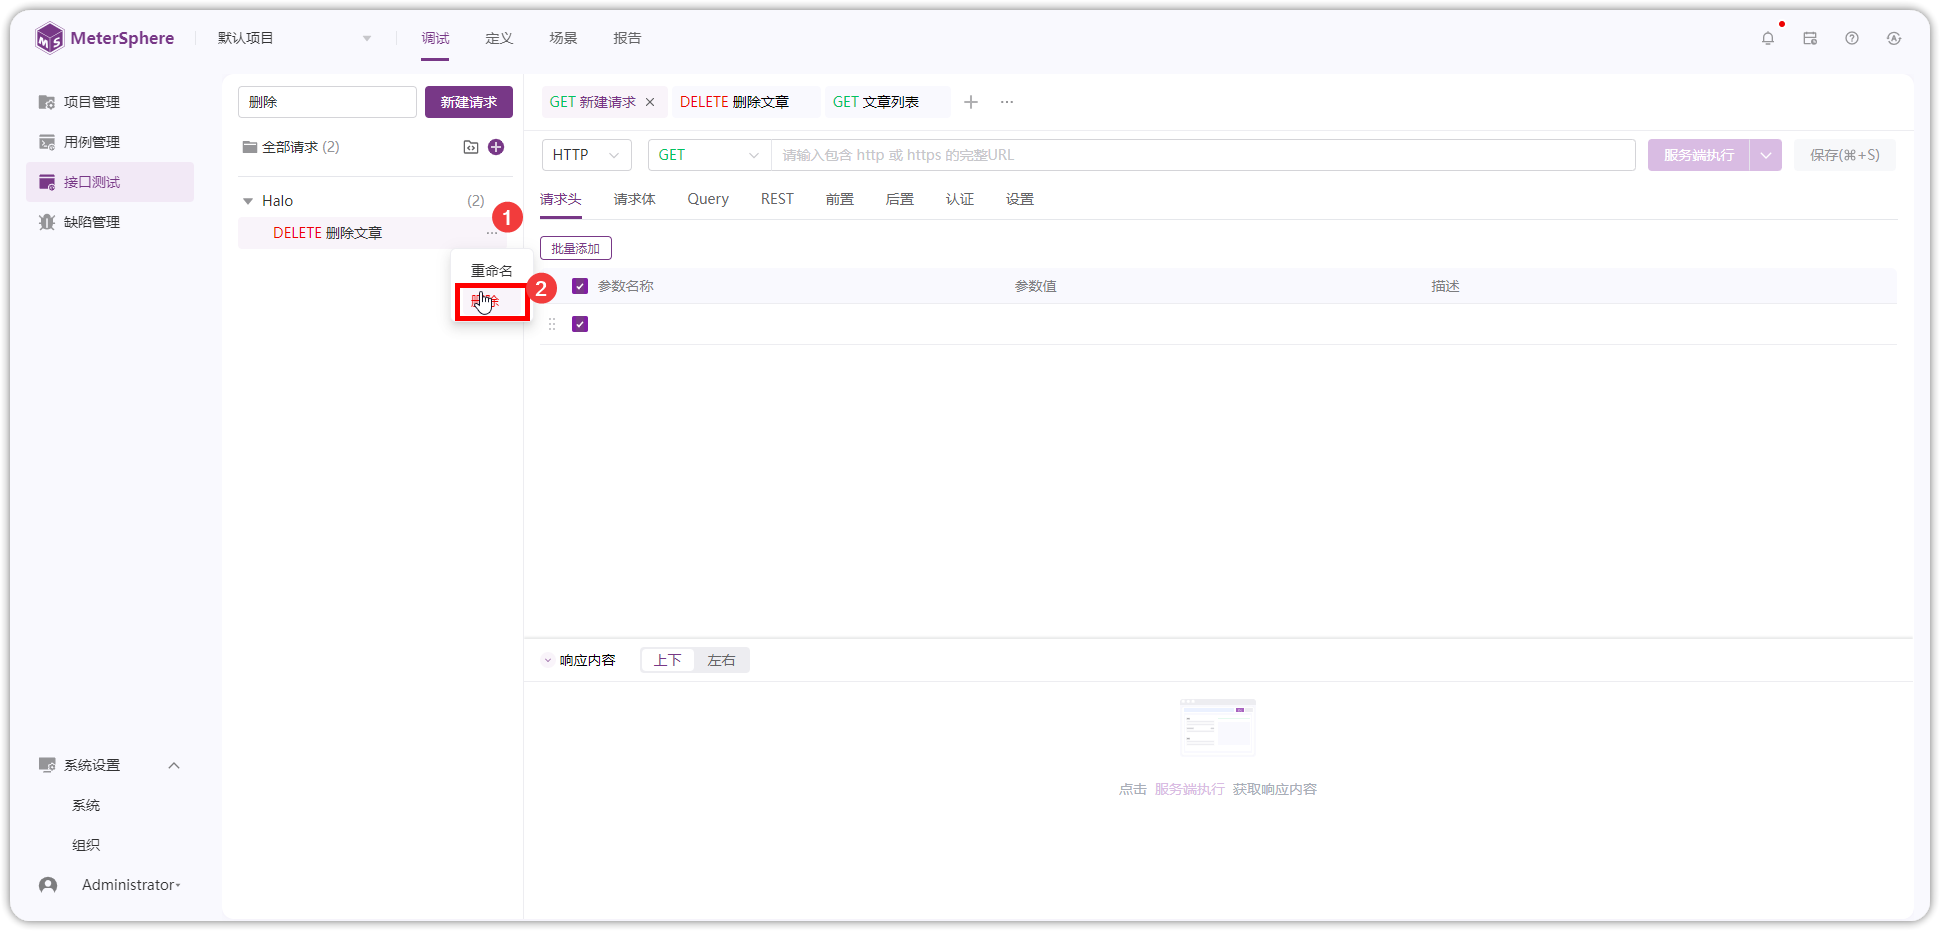 MeterSphere
默认项目
调试
定义
场景
报告
项目管理
用例管理
接口测试
缺陷管理
系统设置
系统
组织
Administrator
删除
新建请求
全部请求 (2)
Halo (2)
DELETE 删除文章 ...
1
重命名
删除
2
GET 新建请求
DELETE 删除文章
GET 文章列表
...
HTTP
GET
请输入包含 http 或 https 的完整URL
服务端执行
保存(⌘+S)
请求头
请求体
Query
REST
前置
后置
认证
设置
批量添加
参数名称
参数值
描述
响应内容
上下
左右
点击 服务端执行 获取响应内容